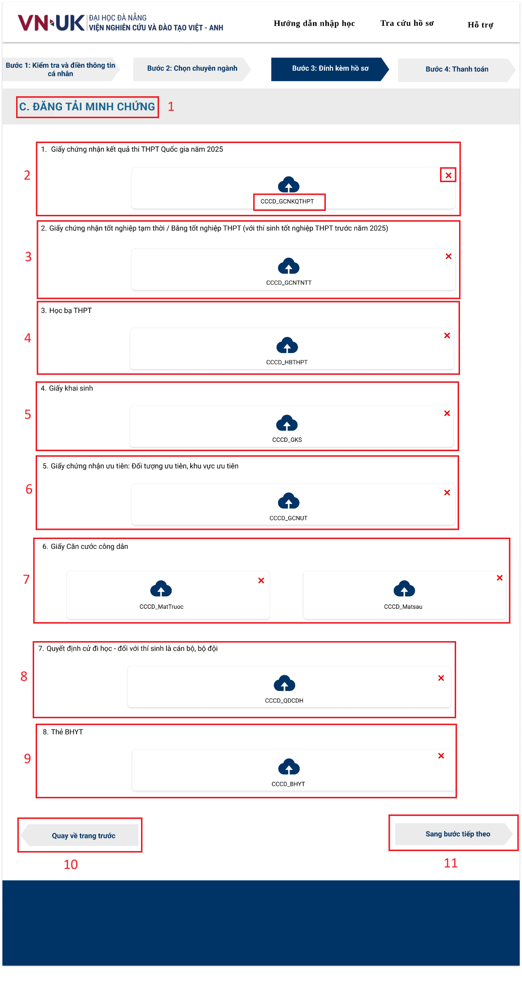 VN-UK
ĐẠI HỌC ĐÀ NẴNG
VIỆN NGHIÊN CỨU VÀ ĐÀO TẠO VIỆT - ANH
Hướng dẫn nhập học
Tra cứu hồ sơ
Hỗ trợ
Bước 1: Kiểm tra và điền thông tin
cá nhân
Bước 2: Chọn chuyên ngành
Bước 3: Đính kèm hồ sơ
Bước 4: Thanh toán
C. ĐĂNG TẢI MINH CHỨNG
1
1. Giấy chứng nhận kết quả thi THPT Quốc gia năm 2025
2
CCCD_GCNKQTHPT
2. Giấy chứng nhận tốt nghiệp tạm thời / Bằng tốt nghiệp THPT (với thí sinh tốt nghiệp THPT trước năm 2025)
3
CCCD_GCNTNTT
3. Học bạ THPT
4
CCCD_HBTHPT
4. Giấy khai sinh
5
CCCD_GKS
5. Giấy chứng nhận ưu tiên: Đối tượng ưu tiên, khu vực ưu tiên
6
CCCD_GCNUT
6. Giấy Căn cước công dân
7
CCCD_MatTruoc
CCCD_Matsau
7. Quyết định cử đi học - đối với thí sinh là cán bộ, bộ đội
8
CCCD_QDCDH
8. Thẻ BHYT
9
CCCD_BHYT
Quay về trang trước
Sang bước tiếp theo
10
11